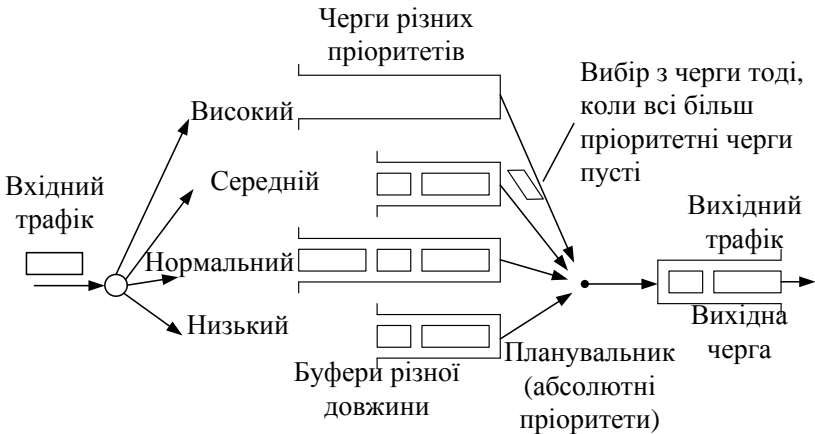 Черги різних
пріоритетів
Вибір з черги тоді,
коли всі більш
пріоритетні черги
пусті
Високий
Середній
Вхідний
трафік
Нормальний
Низький
Вихідний
трафік
Вихідна
черга
Буфери різної
довжини
Планувальник
(абсолютні
пріоритети)